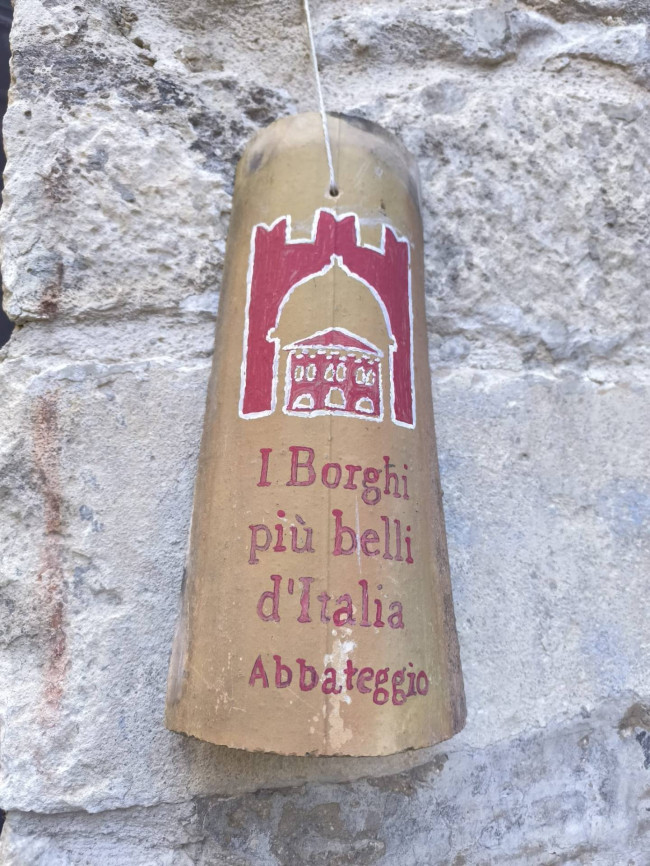 I Borghi
più belli
d'Italia
Abbateggio